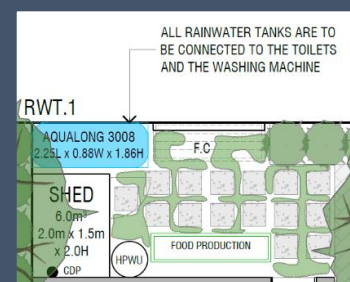 ALL RAINWATER TANKS ARE TO
BE CONNECTED TO THE TOILETS
AND THE WASHING MACHINE
/RWT.1
AQUALONG 3008
2.25L x 0.88W x 1.86H
F.C
SHED
6.0m³
2.0m x 1.5m
x 2.0H
CDP
HPWU
FOOD PRODUCTION